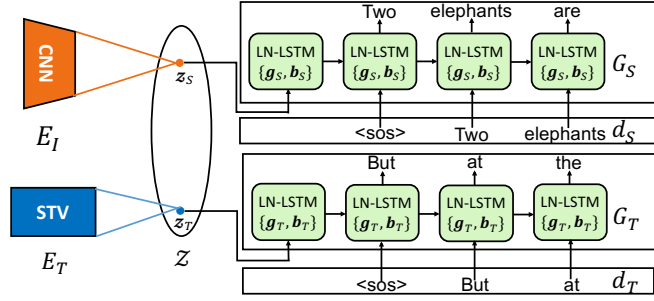 Two elephants are
CNN
LN-LSTM LN-LSTM LN-LSTM LN-LSTM
{g_S, b_S} {g_S, b_S} {g_S, b_S} {g_S, b_S} G_S
z_S
E_I
<sos> Two elephants d_S
But at the
STV
LN-LSTM LN-LSTM LN-LSTM LN-LSTM
{g_T, b_T} {g_T, b_T} {g_T, b_T} {g_T, b_T} G_T
z_T
E_T
Z
<sos> But at d_T